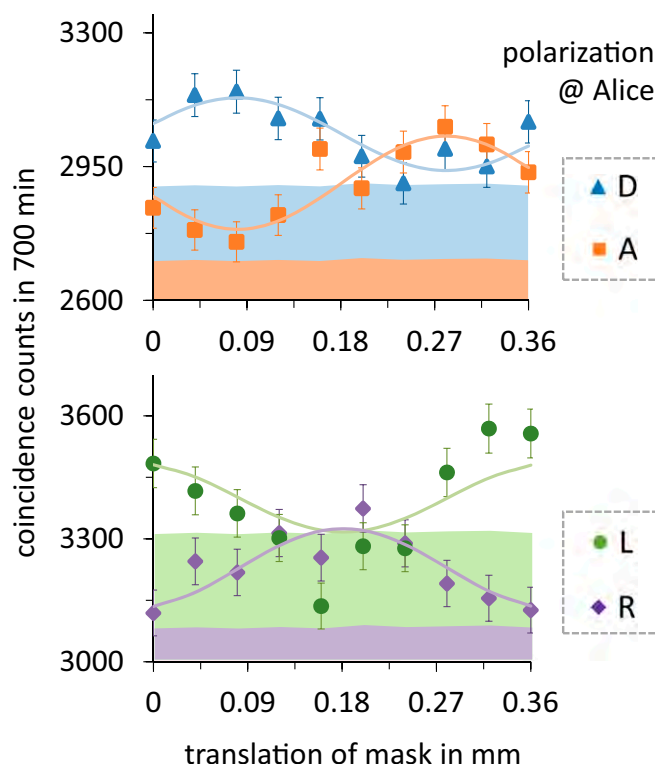 coincidence counts in 700 min
3300
2950
2600
0 0.09 0.18 0.27 0.36
polarization
@ Alice
D
A
3600
3300
3000
0 0.09 0.18 0.27 0.36
L
R
translation of mask in mm